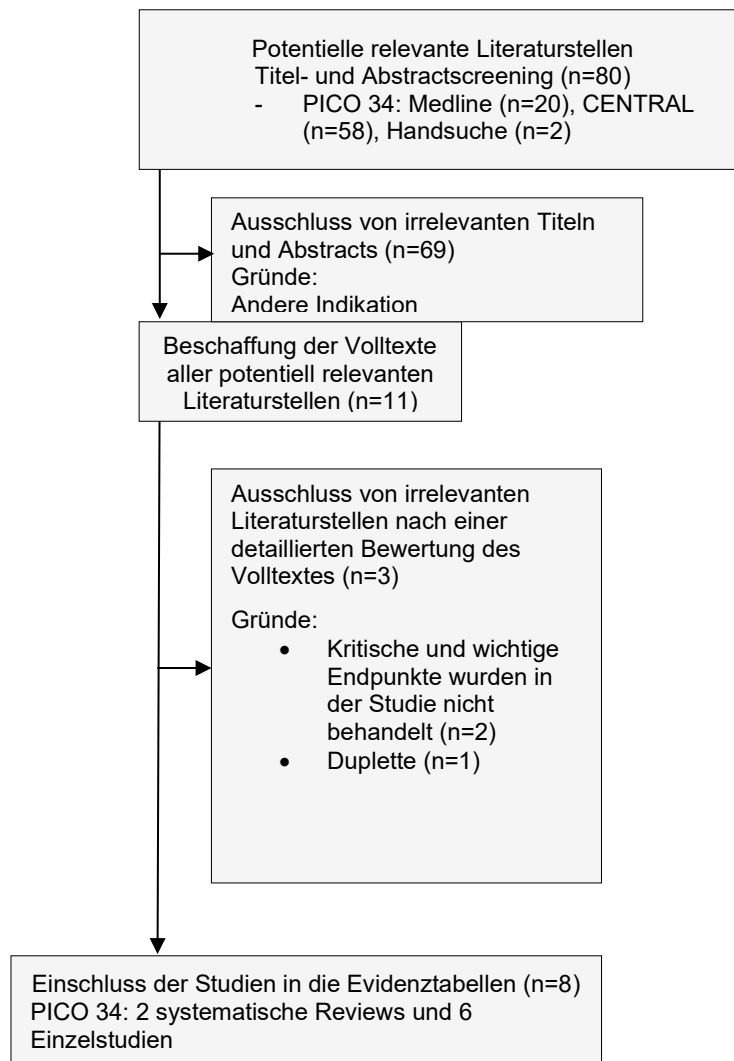 Potentielle relevante Literaturstellen
Titel- und Abstractscreening (n=80)
- PICO 34: Medline (n=20), CENTRAL
(n=58), Handsuche (n=2)
Ausschluss von irrelevanten Titeln
und Abstracts (n=69)
Gründe:
Andere Indikation
Beschaffung der Volltexte
aller potentiell relevanten
Literaturstellen (n=11)
Ausschluss von irrelevanten
Literaturstellen nach einer
detaillierten Bewertung des
Volltextes (n=3)
Gründe:
• Kritische und wichtige
Endpunkte wurden in
der Studie nicht
behandelt (n=2)
• Duplette (n=1)
Einschluss der Studien in die Evidenztabellen (n=8)
PICO 34: 2 systematische Reviews und 6
Einzelstudien